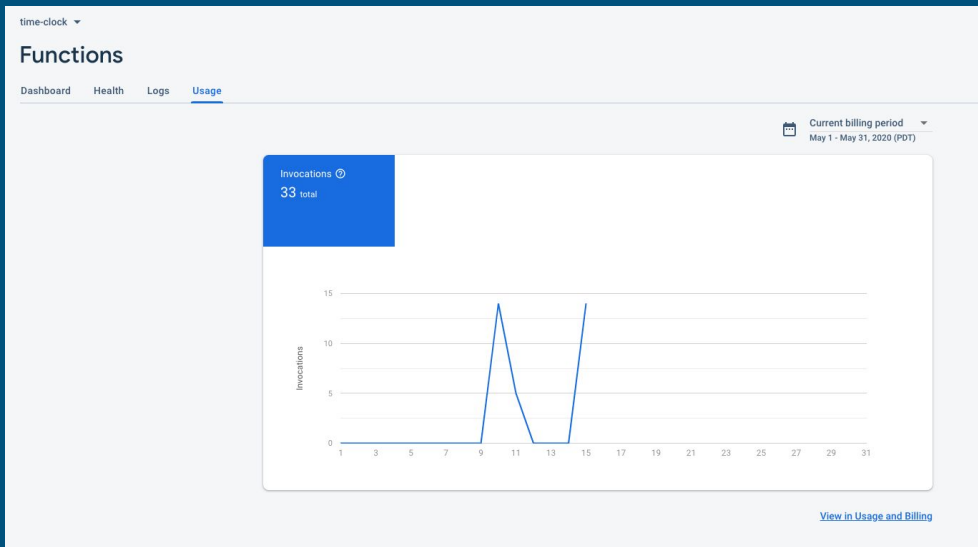 time-clock
Functions
Dashboard Health Logs Usage
Current billing period
May 1 - May 31, 2020 (PDT)
Invocations
33 total
15
10
5
0
Invocations
1 3 5 7 9 11 13 15 17 19 21 23 25 27 29 31
View in Usage and Billing